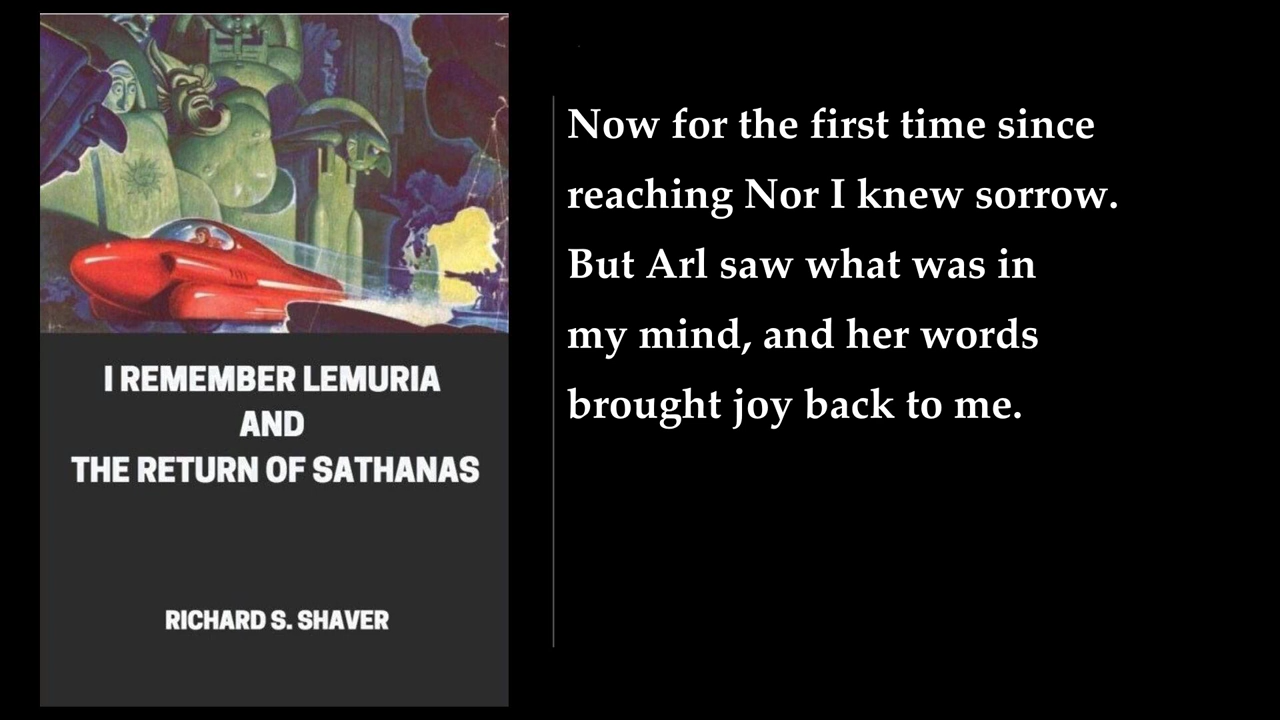 I REMEMBER LEMURIA
AND
THE RETURN OF SATHANAS
RICHARD S. SHAVER
Now for the first time since
reaching Nor I knew sorrow.
But Arl saw what was in
my mind, and her words
brought joy back to me.